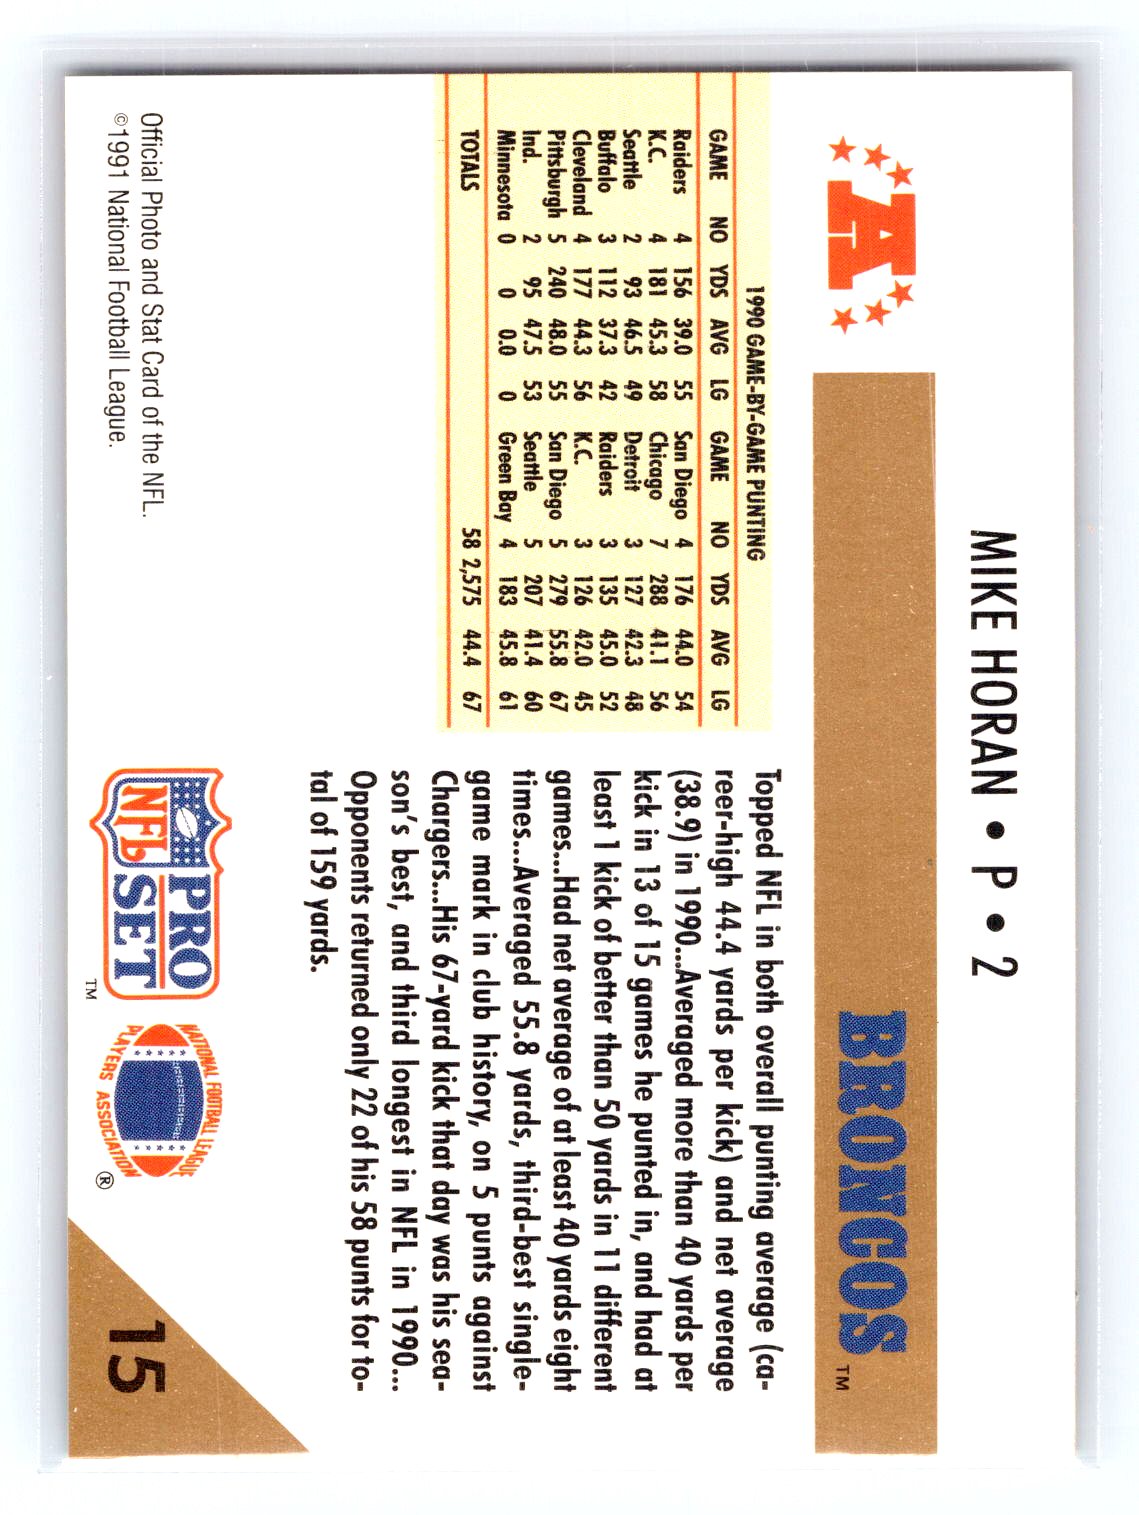 MIKE HORAN • P • 2
A
BRONCOS™
1990 GAME-BY-GAME PUNTING
GAME NO YDS AVG LG GAME NO YDS AVG LG
Raiders 4 156 39.0 55 San Diego 4 176 44.0 54
K.C. 4 181 45.3 58 Chicago 7 288 41.1 56
Seattle 2 93 46.5 49 Detroit 3 127 42.3 48
Buffalo 3 112 37.3 42 Raiders 3 135 45.0 52
Cleveland 4 177 44.3 56 K.C. 3 126 42.0 45
Pittsburgh 5 240 48.0 55 San Diego 5 279 55.8 67
Ind. 2 95 47.5 53 Seattle 5 207 41.4 60
Minnesota 0 0 0.0 0 Green Bay 4 183 45.8 61
TOTALS 58 2,575 44.4 67
Topped NFL in both overall punting average (ca-
reer-high 44.4 yards per kick) and net average
(38.9) in 1990...Averaged more than 40 yards per
kick in 13 of 15 games he punted in, and had at
least 1 kick of better than 50 yards in 11 different
games...Had net average of at least 40 yards eight
times...Averaged 55.8 yards, third-best single-
game mark in club history, on 5 punts against
Chargers...His 67-yard kick that day was his sea-
son's best, and third longest in NFL in 1990...
Opponents returned only 22 of his 58 punts for to-
tal of 159 yards.
Official Photo and Stat Card of the NFL.
©1991 National Football League.
NFL
PRO
SET™
NATIONAL FOOTBALL LEAGUE
PLAYERS ASSOCIATION®
15